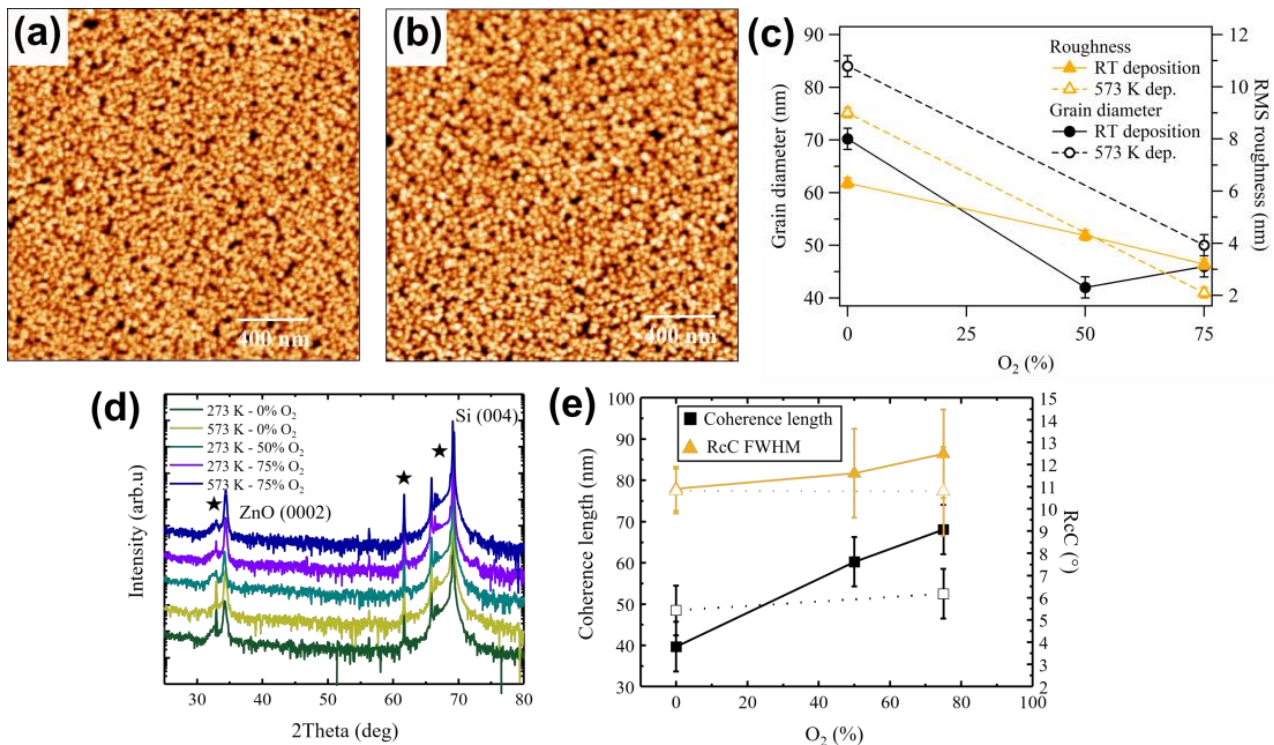 (a)
400 nm
(b)
400 nm
(c)
90
80
70
60
50
40
Grain diameter (nm)
0
25
50
75
O₂ (%)
12
10
8
6
4
2
RMS roughness (nm)
Roughness
RT deposition
573 K dep.
Grain diameter
RT deposition
573 K dep.
(d)
273 K - 0% O₂
573 K - 0% O₂
273 K - 50% O₂
273 K - 75% O₂
573 K - 75% O₂
Si (004)
ZnO (0002)
Intensity (arb.u)
30
40
50
60
70
80
2Theta (deg)
(e)
Coherence length
RcC FWHM
100
90
80
70
60
50
40
30
Coherence length (nm)
0
20
40
60
80
100
O₂ (%)
15
14
13
12
11
10
9
8
7
6
5
4
3
2
RcC (°)